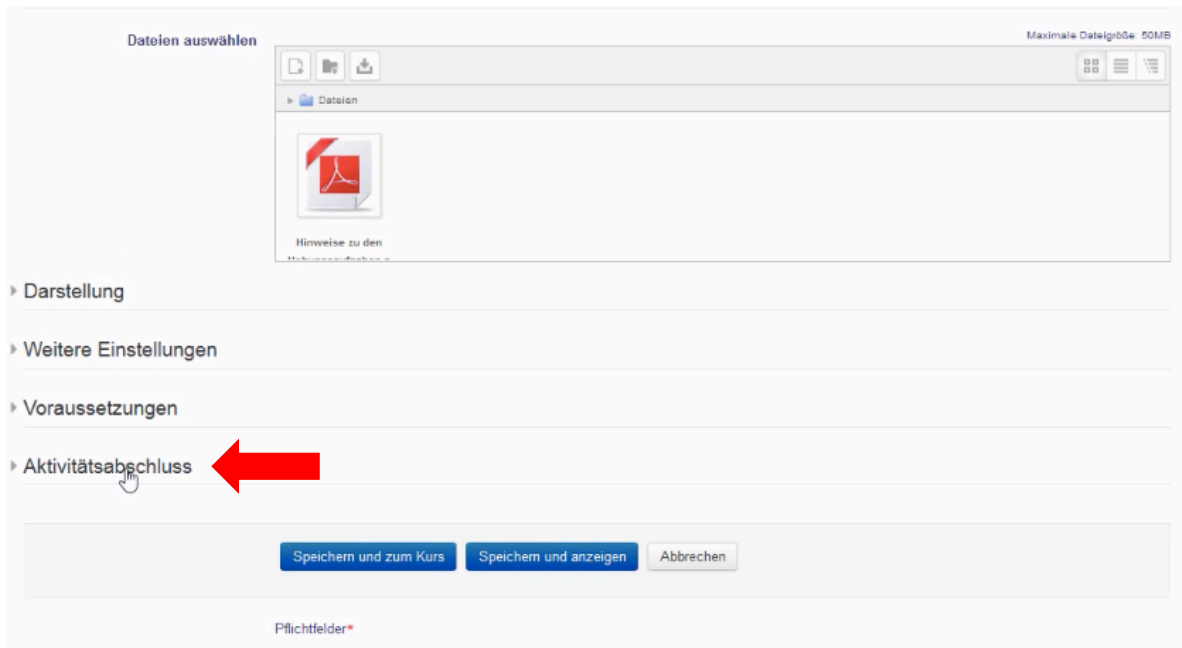 Dateien auswählen
Maximale Dateigröße: 50MB
Dateien
Hinweise zu den
Darstellung
Weitere Einstellungen
Voraussetzungen
Aktivitätsabschluss
Speichern und zum Kurs
Speichern und anzeigen
Abbrechen
Pflichtfelder*